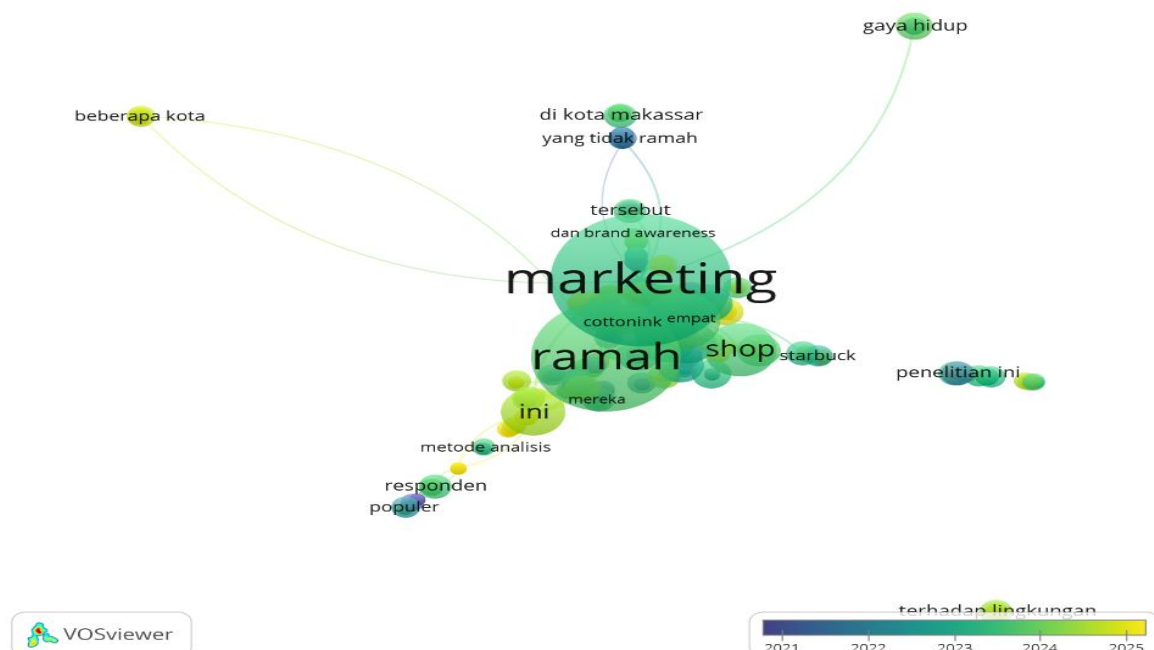 gaya hidup
beberapa kota
di kota makassar
yang tidak ramah
tersebut
dan brand awareness
marketing
cottonink
empat
ramah
shop
starbuck
penelitian ini
mereka
ini
metode analisis
responden
populer
terhadap lingkungan
VOSviewer
2021
2022
2023
2024
2025